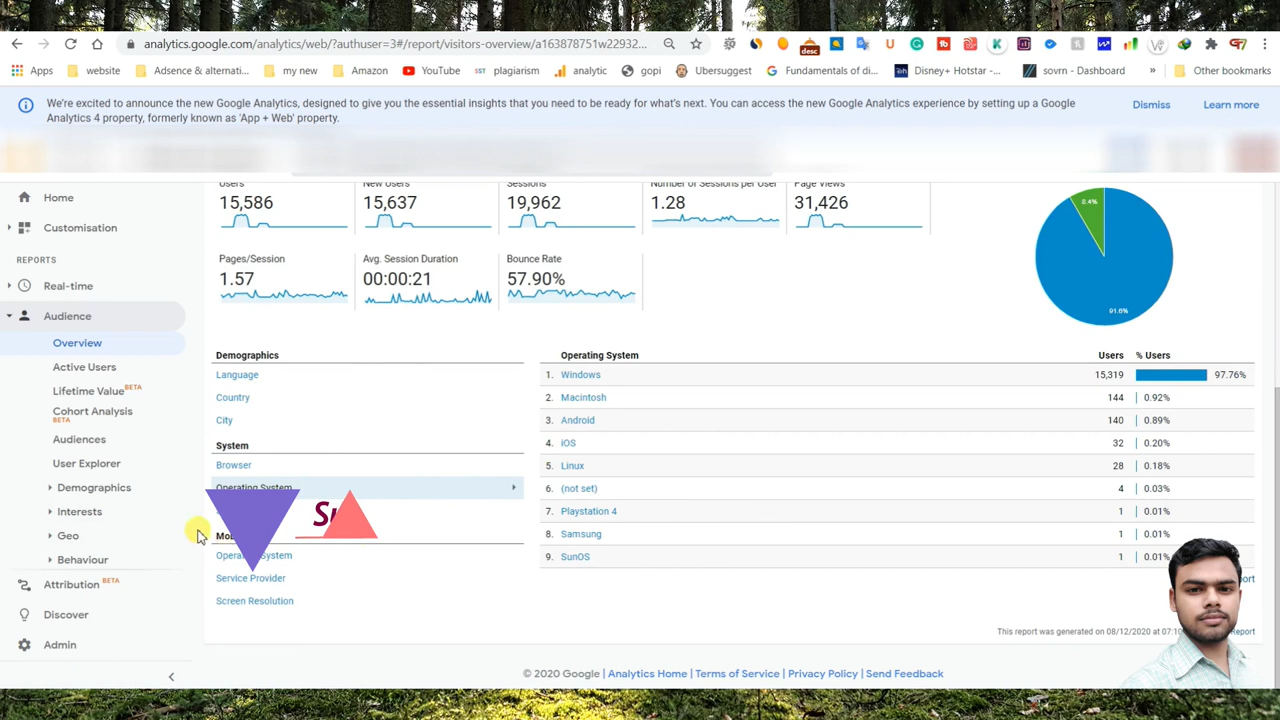 analytics.google.com/analytics/web/?authuser=3#/report/visitors-overview/a163878751w22932...
Apps website Adsence & alternati... my new Amazon YouTube SST plagiarism analytic gopi Ubersuggest Fundamentals of di... Disney+ Hotstar -... sovrn - Dashboard » Other bookmarks
We're excited to announce the new Google Analytics, designed to give you the essential insights that you need to be ready for what's next. You can access the new Google Analytics experience by setting up a Google
Analytics 4 property, formerly known as 'App + Web' property.
Dismiss Learn more
Home
Customisation
REPORTS
Real-time
Audience
Overview
Active Users
Lifetime Value BETA
Cohort Analysis
BETA
Audiences
User Explorer
Demographics
Interests
Geo
Behaviour
Attribution BETA
Discover
Admin
Users New Users Sessions Number of Sessions per User Page Views
15,586 15,637 19,962 1.28 31,426
Pages/Session Avg. Session Duration Bounce Rate
1.57 00:00:21 57.90%
8.4%
91.6%
Demographics
Language
Country
City
System
Browser
Operating System
Operating System
Service Provider
Screen Resolution
Operating System Users % Users
1. Windows 15,319 97.76%
2. Macintosh 144 0.92%
3. Android 140 0.89%
4. iOS 32 0.20%
5. Linux 28 0.18%
6. (not set) 4 0.03%
7. Playstation 4 1 0.01%
8. Samsung 1 0.01%
9. SunOS 1 0.01%
This report was generated on 08/12/2020 at Report
© 2020 Google | Analytics Home | Terms of Service | Privacy Policy | Send Feedback